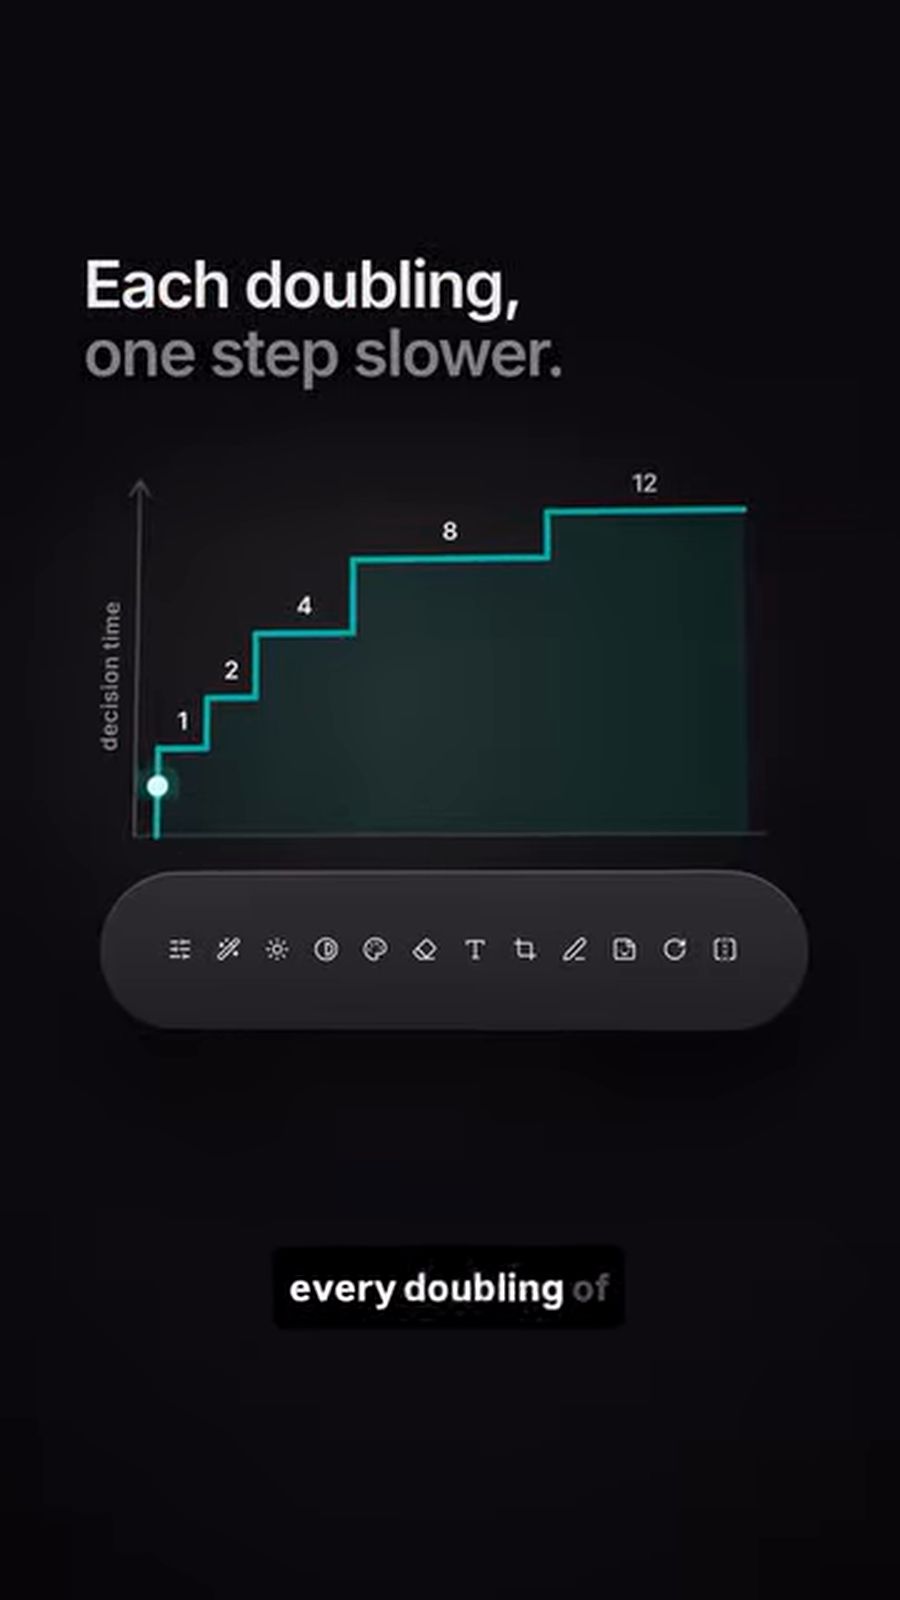 Each doubling,
one step slower.
12
8
4
2
1
decision time
every doubling of